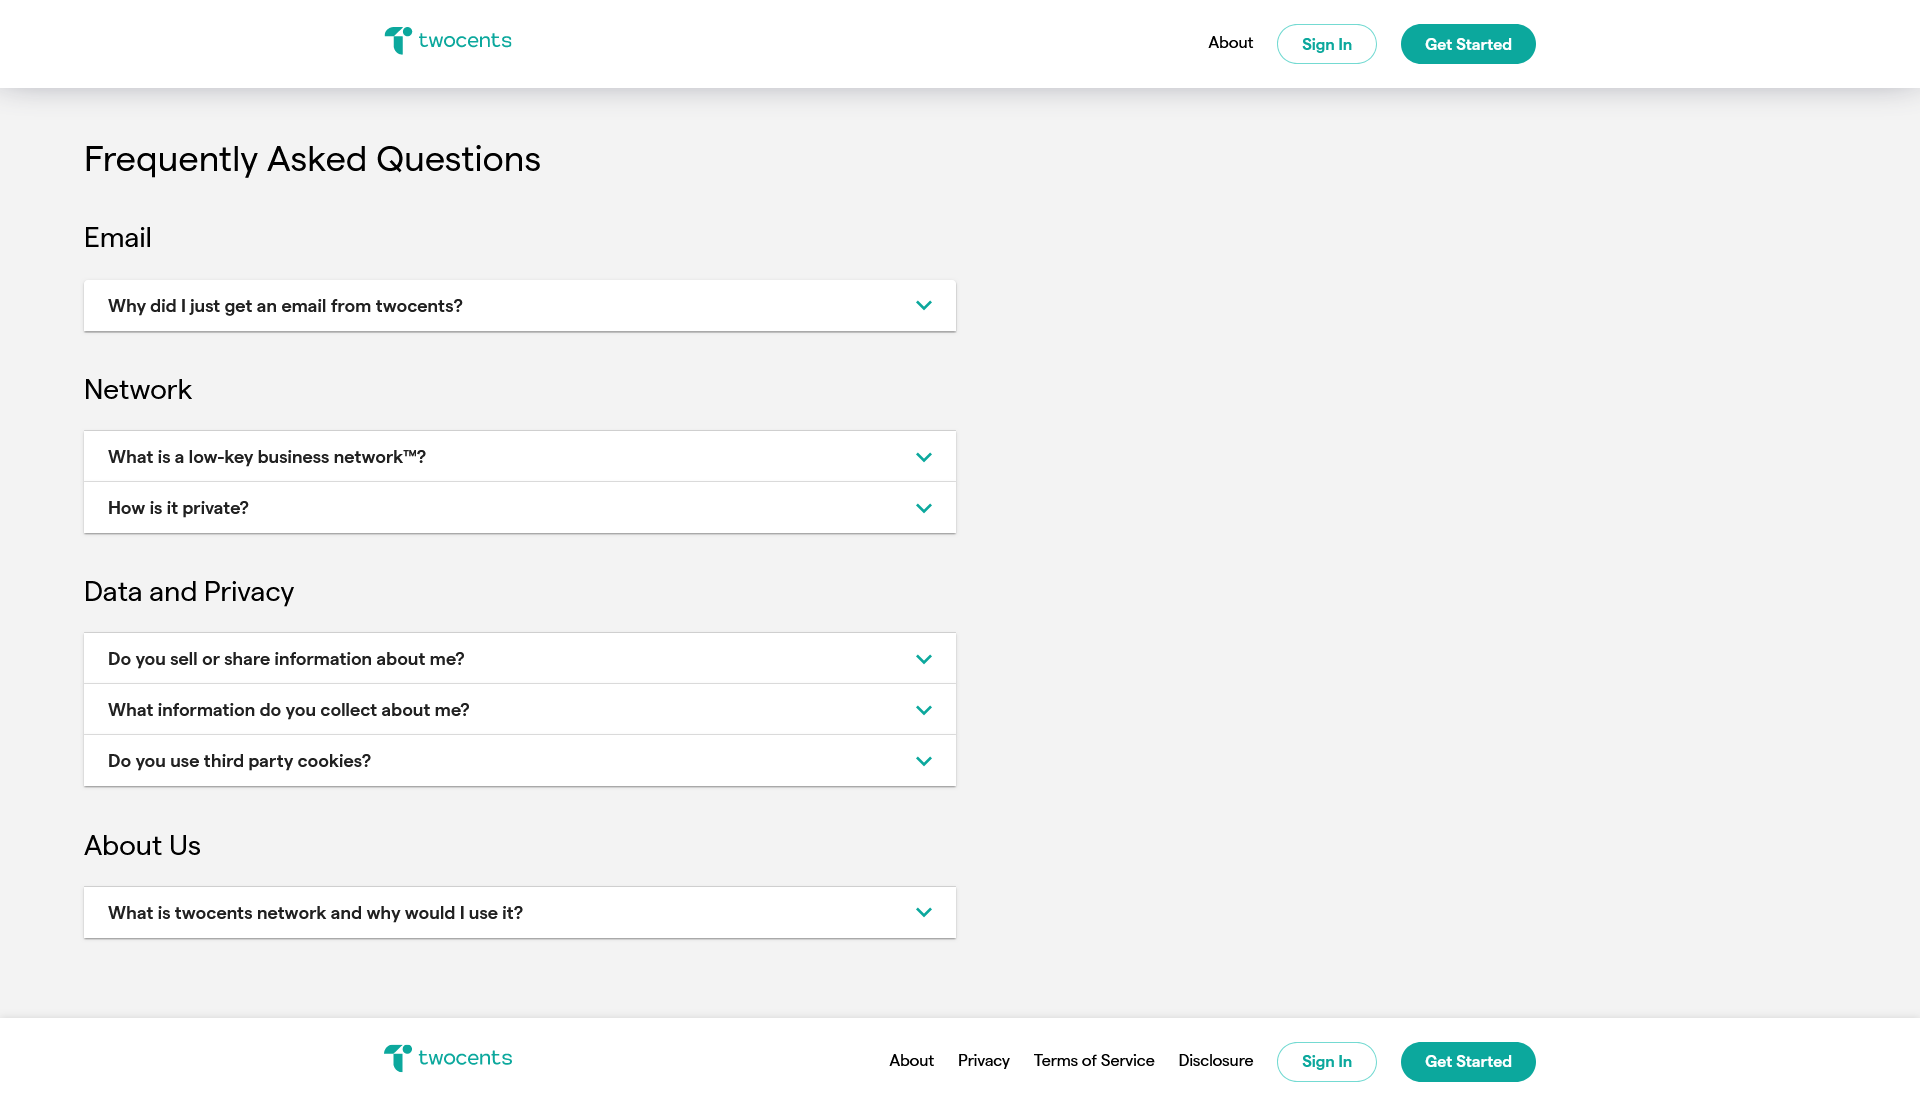 twocents
About
Sign In
Get Started
Frequently Asked Questions
Email
Why did I just get an email from twocents?
Network
What is a low-key business network™?
How is it private?
Data and Privacy
Do you sell or share information about me?
What information do you collect about me?
Do you use third party cookies?
About Us
What is twocents network and why would I use it?
twocents
About
Privacy
Terms of Service
Disclosure
Sign In
Get Started